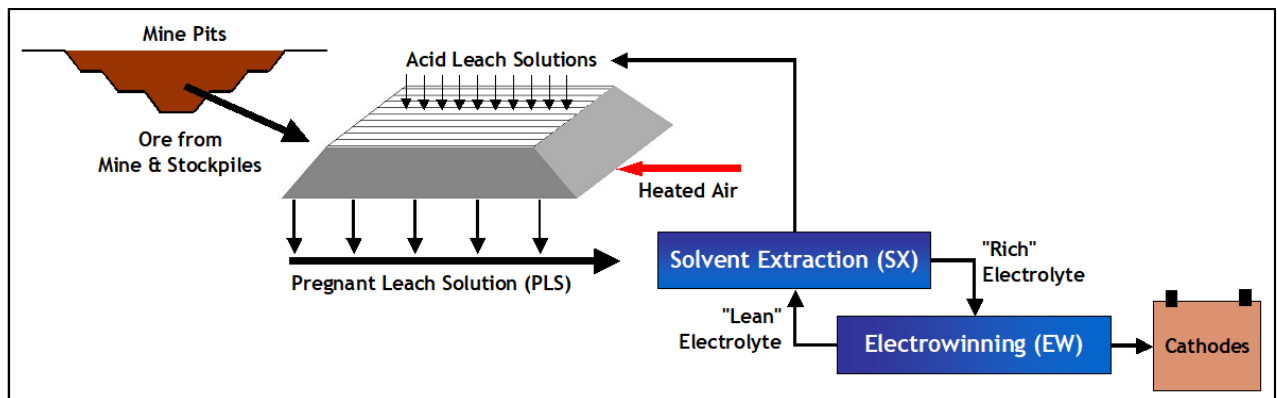 Mine Pits
Acid Leach Solutions
Ore from
Mine & Stockpiles
Heated Air
Pregnant Leach Solution (PLS)
Solvent Extraction (SX)
"Rich"
Electrolyte
"Lean"
Electrolyte
Electrowinning (EW)
Cathodes